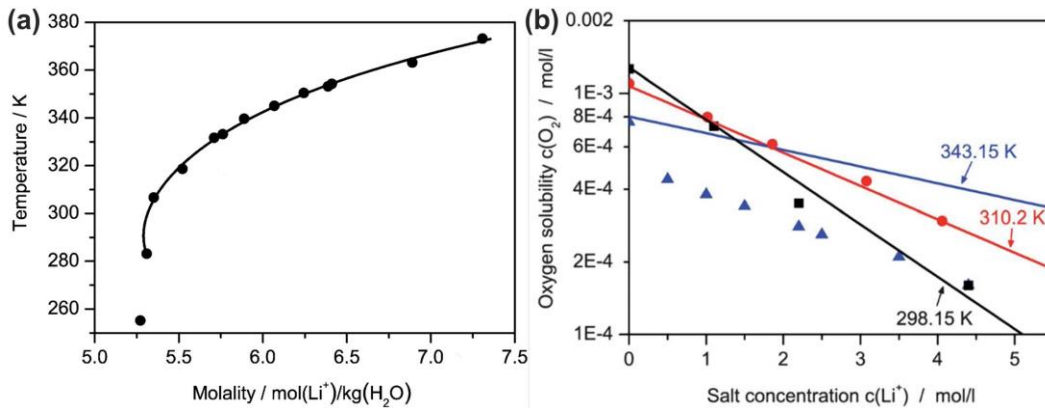 (a)
380
360
340
320
300
280
260
Temperature / K
5.0 5.5 6.0 6.5 7.0 7.5
Molality / mol(Li⁺)/kg(H₂O)
(b)
0.002
1E-3
8E-4
6E-4
4E-4
2E-4
1E-4
Oxygen solubility c(O₂) / mol/l
343.15 K
310.2 K
298.15 K
0 1 2 3 4 5
Salt concentration c(Li⁺) / mol/l